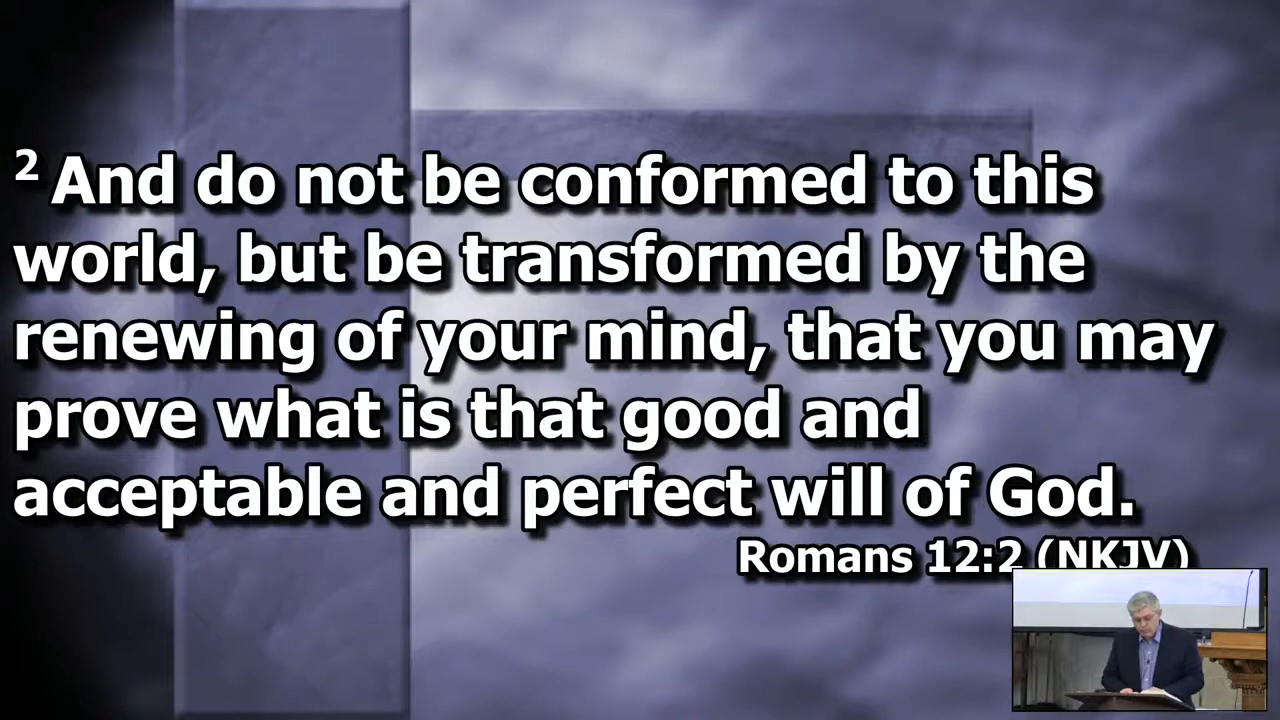 2 And do not be conformed to this
world, but be transformed by the
renewing of your mind, that you may
prove what is that good and
acceptable and perfect will of God.
Romans 12:2 (NKJV)